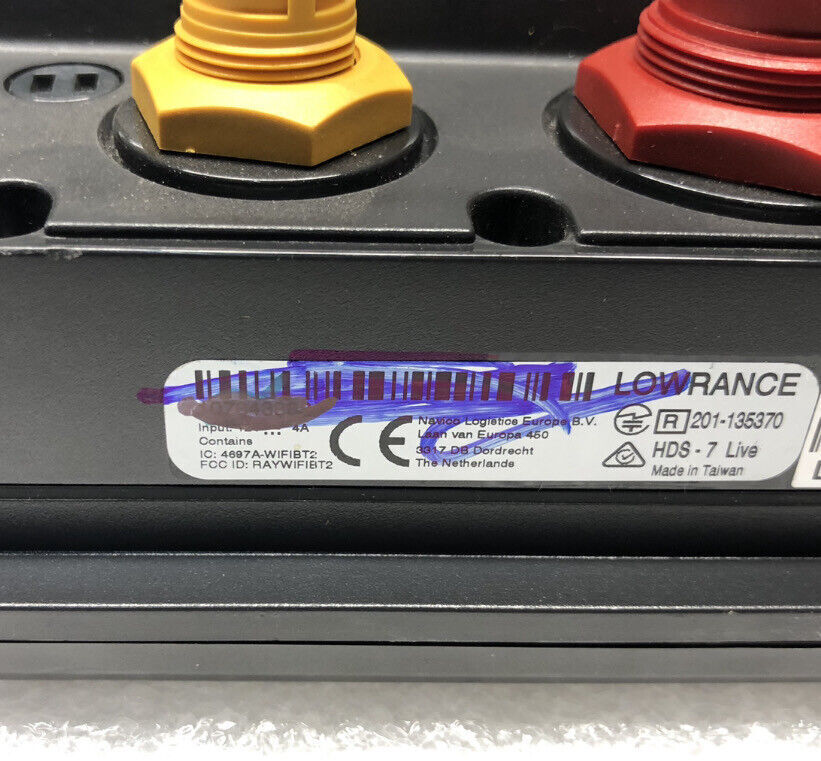 LOWRANCE
Input: 4A
Contains
IC: 4697A-WIFIBT2
FCC ID: RAYWIFIBT2
CE
Navico Logistics Europe B.V.
Laan van Europa 450
3317 DB Dordrecht
The Netherlands
R 201-135370
HDS - 7 Live
Made in Taiwan